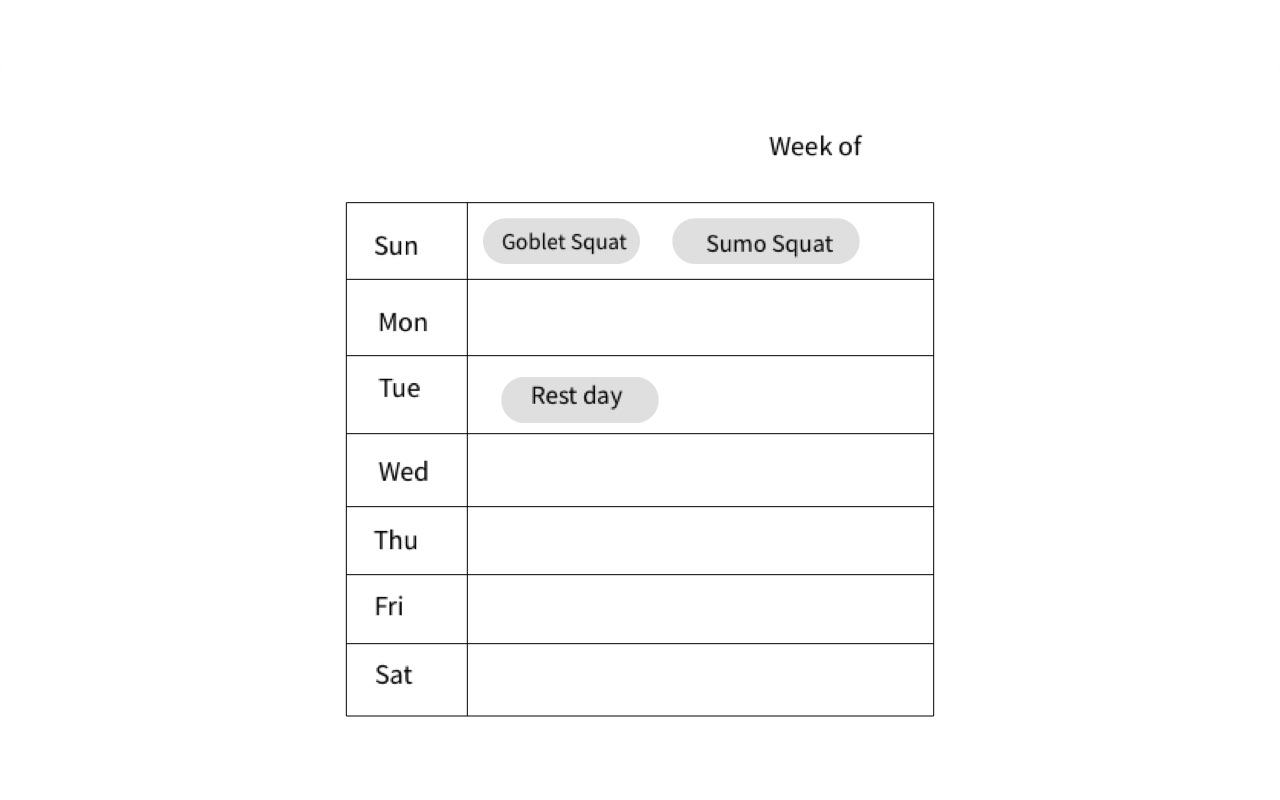 Week of
Sun Goblet Squat Sumo Squat
Mon
Tue Rest day
Wed
Thu
Fri
Sat